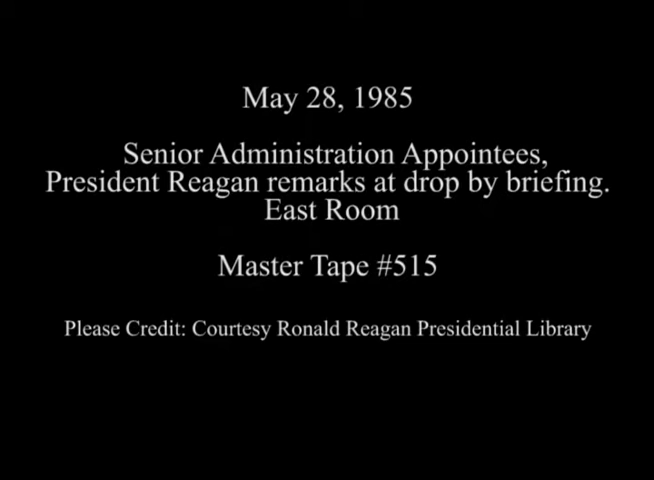 May 28, 1985
Senior Administration Appointees,
President Reagan remarks at drop by briefing.
East Room
Master Tape #515
Please Credit: Courtesy Ronald Reagan Presidential Library